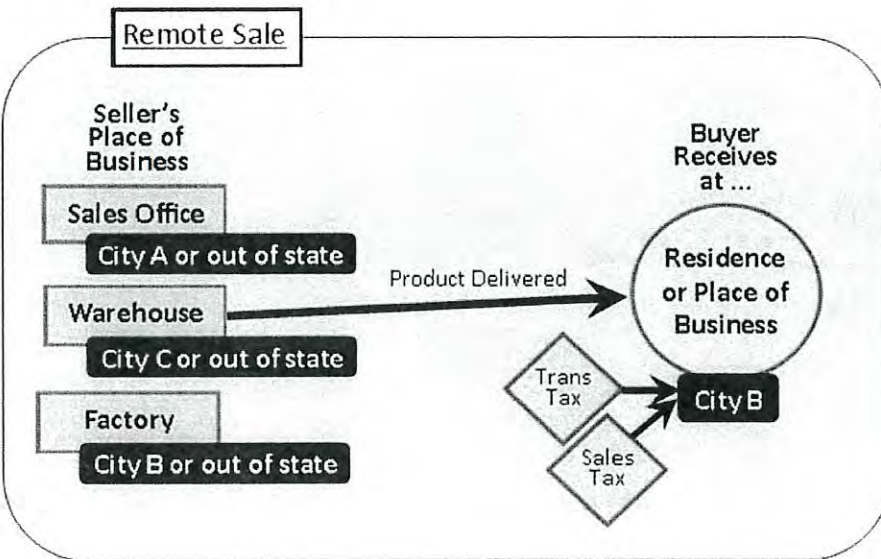 Remote Sale
Seller's
Place of
Business
Sales Office
City A or out of state
Warehouse
City C or out of state
Factory
City B or out of state
Product Delivered
Buyer
Receives
at ...
Residence
or Place of
Business
City B
Trans
Tax
Sales
Tax